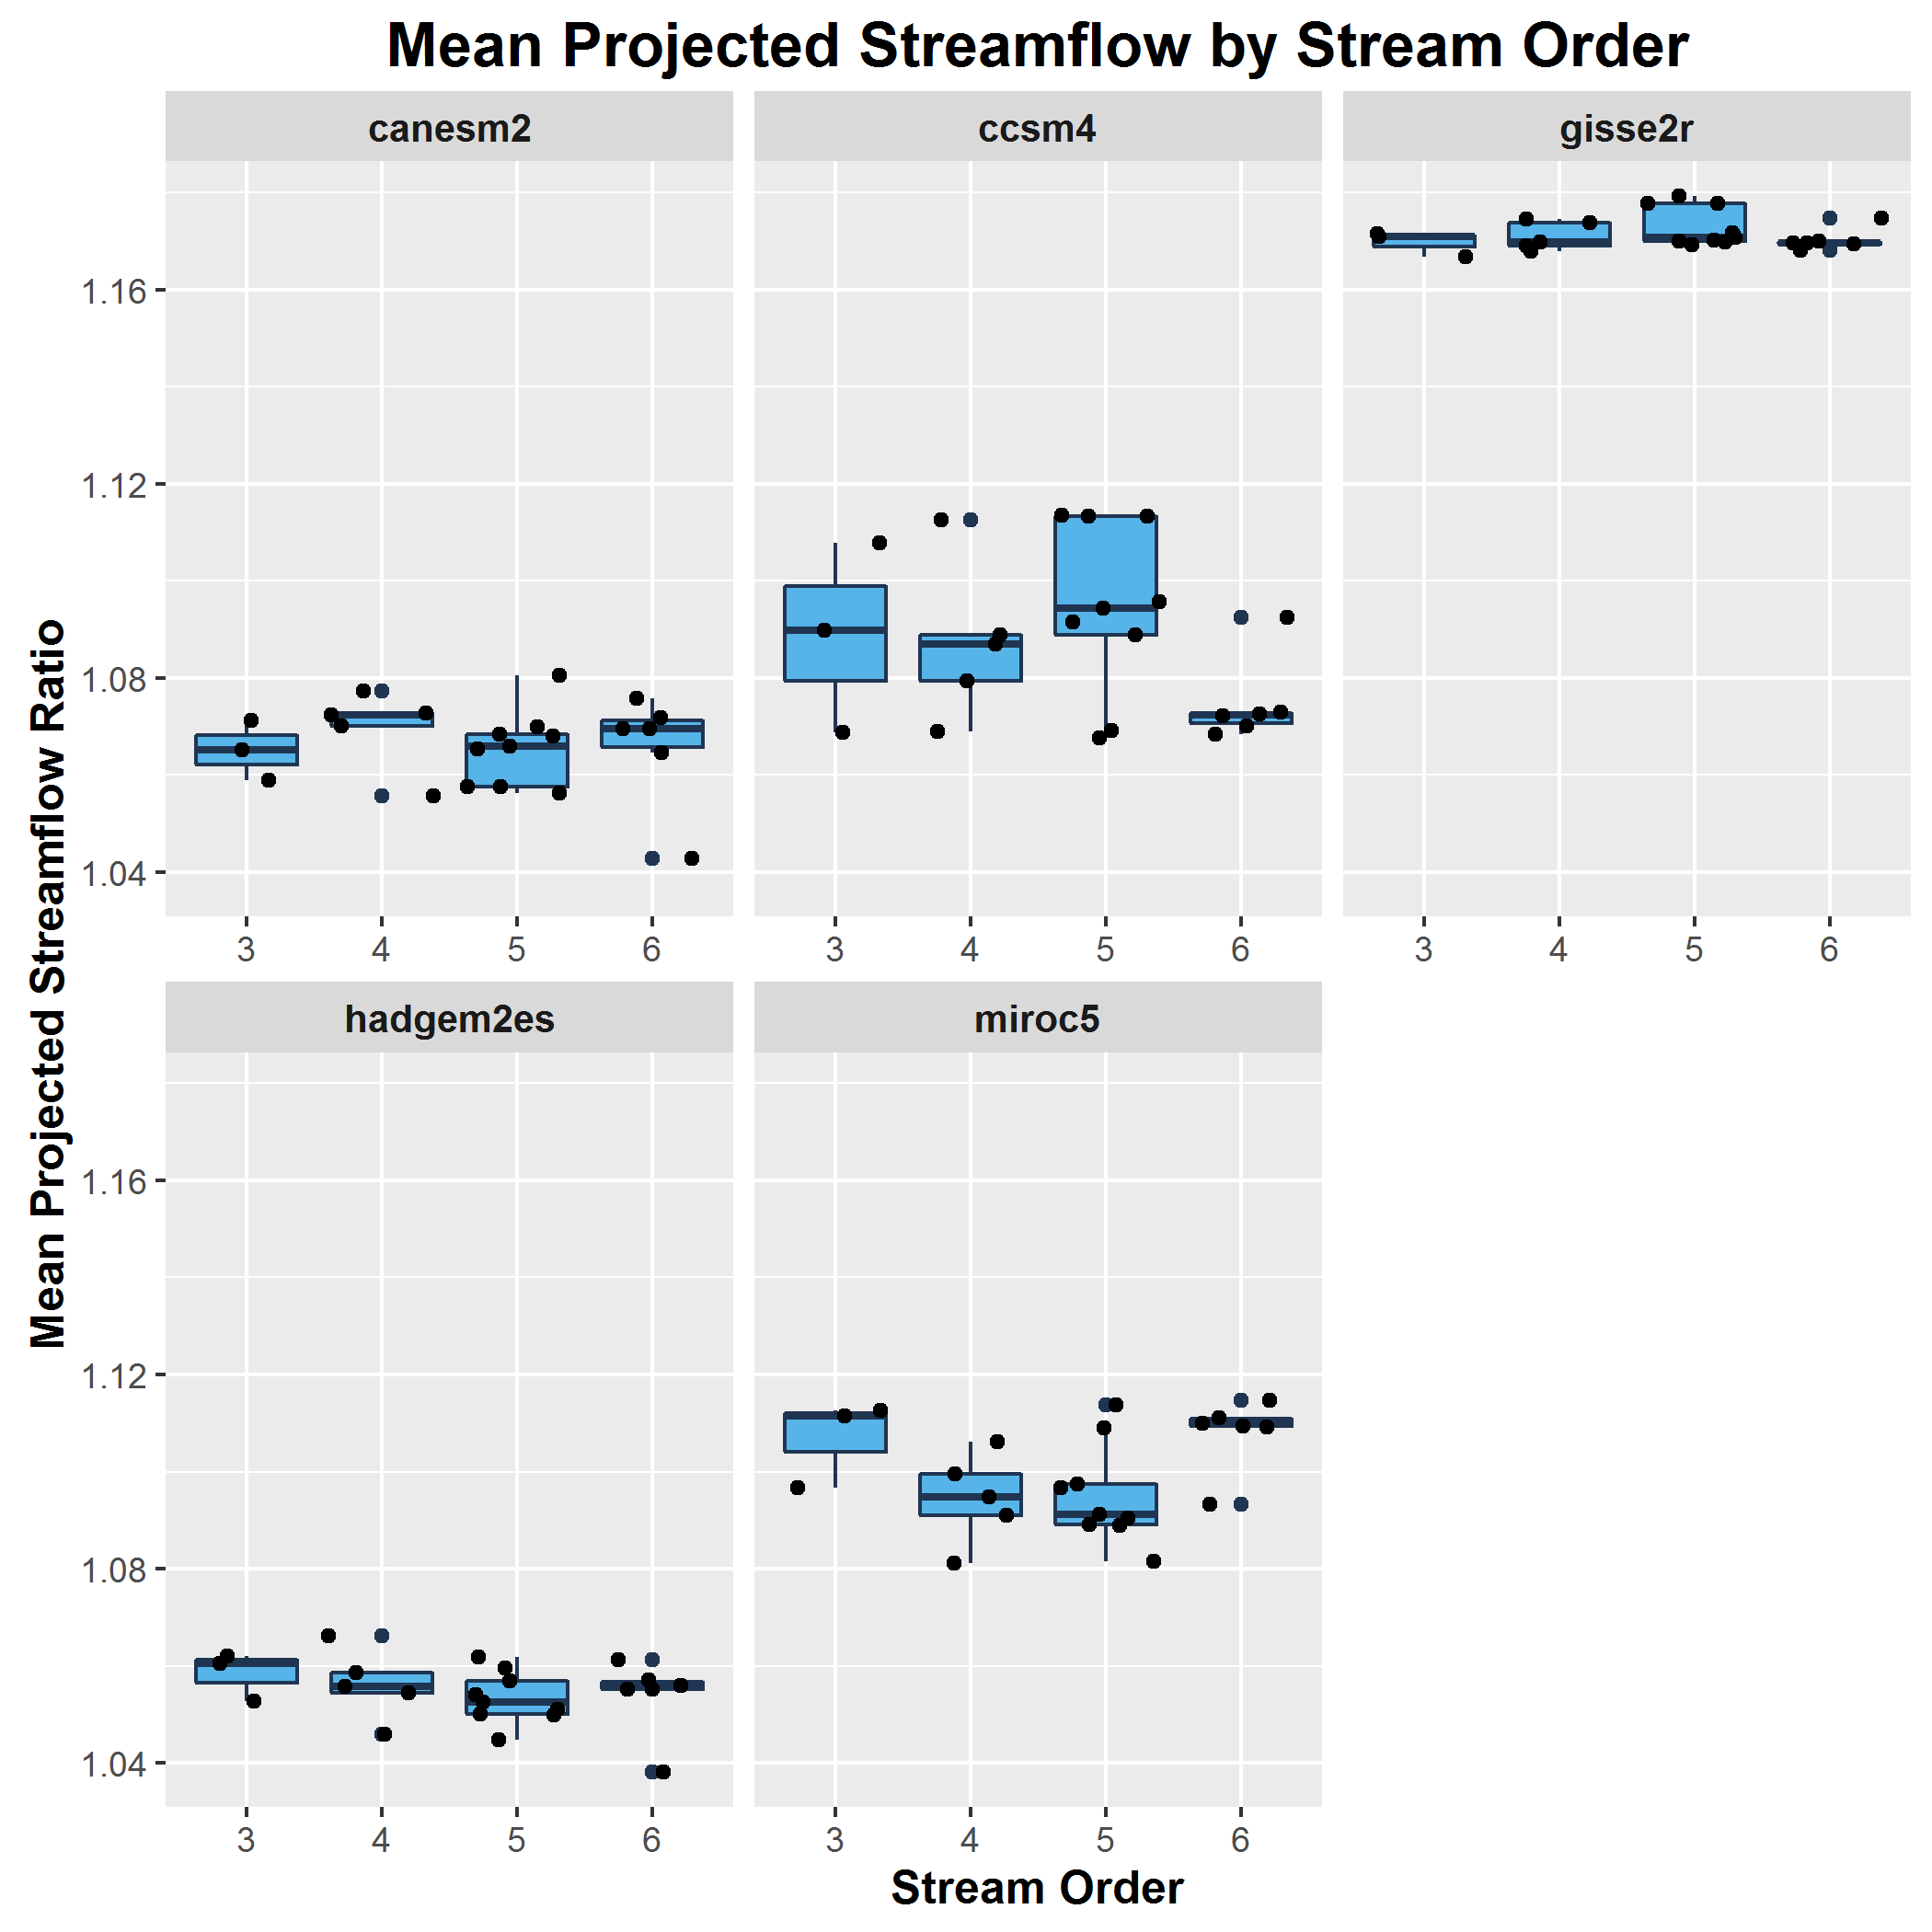 Mean Projected Streamflow by Stream Order
canesm2
ccsm4
gisse2r
1.16
1.12
1.08
1.04
3 4 5 6
3 4 5 6
3 4 5 6
Mean Projected Streamflow Ratio
hadgem2es
miroc5
1.16
1.12
1.08
1.04
3 4 5 6
3 4 5 6
Stream Order